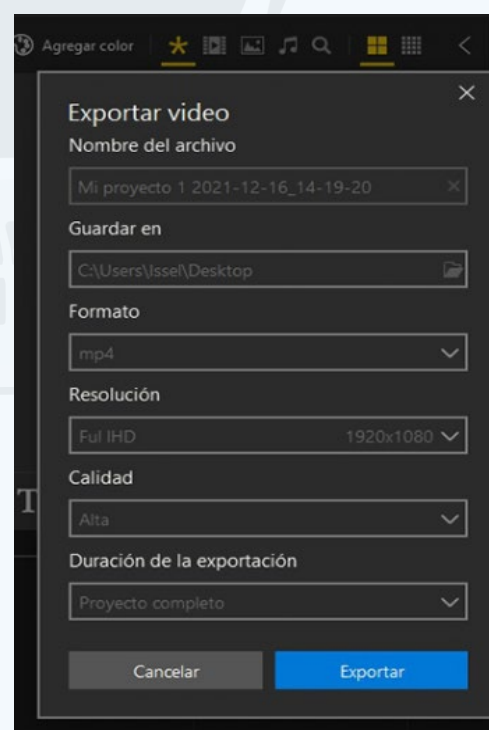 Agregar color
Exportar video
Nombre del archivo
Mi proyecto 1 2021-12-16_14-19-20
Guardar en
C:\Users\Issel\Desktop
Formato
mp4
Resolución
Ful IHD 1920x1080
Calidad
Alta
Duración de la exportación
Proyecto completo
Cancelar Exportar
T